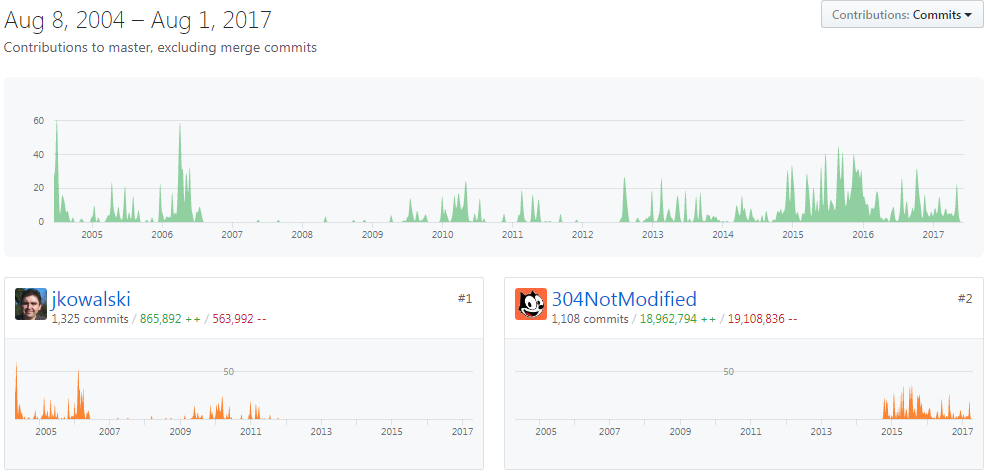 Aug 8, 2004 – Aug 1, 2017
Contributions: Commits
Contributions to master, excluding merge commits
60
40
20
0
2005 2006 2007 2008 2009 2010 2011 2012 2013 2014 2015 2016 2017
jkowalski #1
1,325 commits / 865,892 ++ / 563,992 --
50
2005 2007 2009 2011 2013 2015 2017
304NotModified #2
1,108 commits / 18,962,794 ++ / 19,108,836 --
50
2005 2007 2009 2011 2013 2015 2017